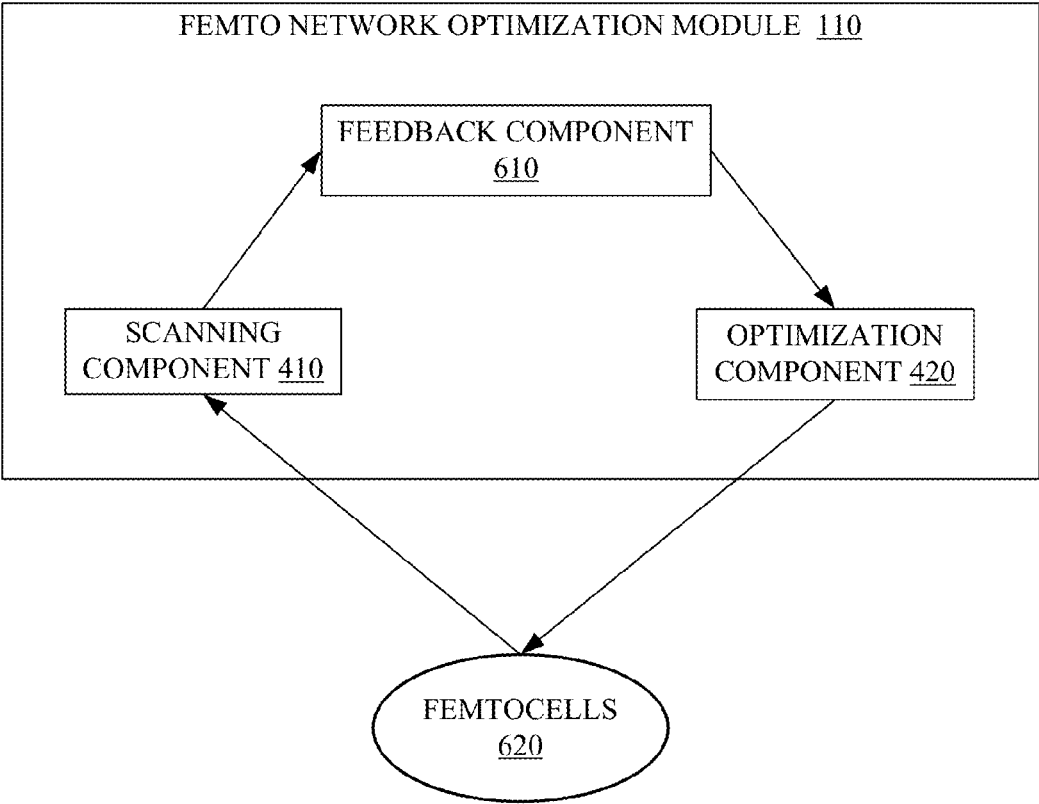 FEMTO NETWORK OPTIMIZATION MODULE 110
FEEDBACK COMPONENT
610
SCANNING
COMPONENT 410
OPTIMIZATION
COMPONENT 420
FEMTOCELLS
620